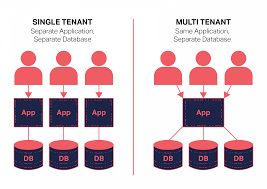 SINGLE TENANT
Separate Application,
Separate Database
App
App
App
DB
DB
DB
MULTI TENANT
Same Application,
Separate Database
App
DB
DB
DB